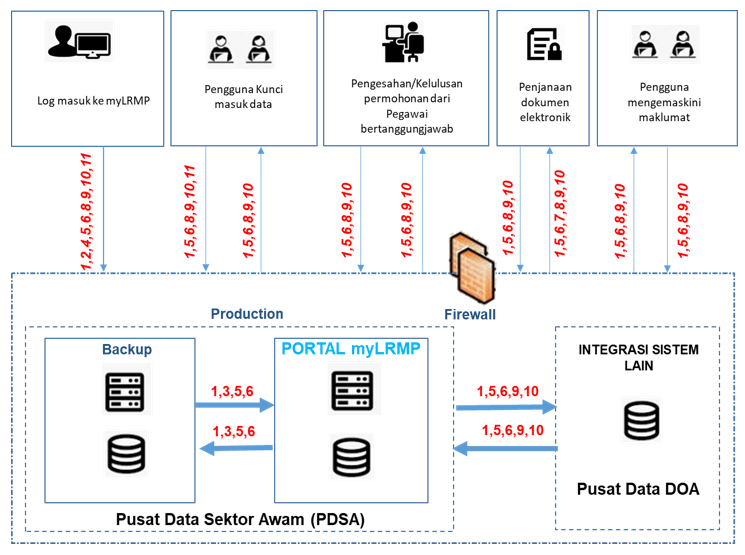 Log masuk ke myLRMP
Pengguna Kunci
masuk data
Pengesahan/Kelulusan
permohonan dari
Pegawai
bertanggungjawab
Penjanaan
dokumen
elektronik
Pengguna
mengemaskini
maklumat
1,2,4,5,6,8,9,10,11
1,5,6,8,9,10,11
1,5,6,8,9,10
1,5,6,8,9,10
1,5,6,8,9,10
1,5,6,8,9,10
1,5,6,7,8,9,10
1,5,6,8,9,10
1,5,6,8,9,10
Production
Firewall
Backup
PORTAL myLRMP
INTEGRASI SISTEM
LAIN
1,3,5,6
1,3,5,6
1,5,6,9,10
1,5,6,9,10
Pusat Data DOA
Pusat Data Sektor Awam (PDSA)